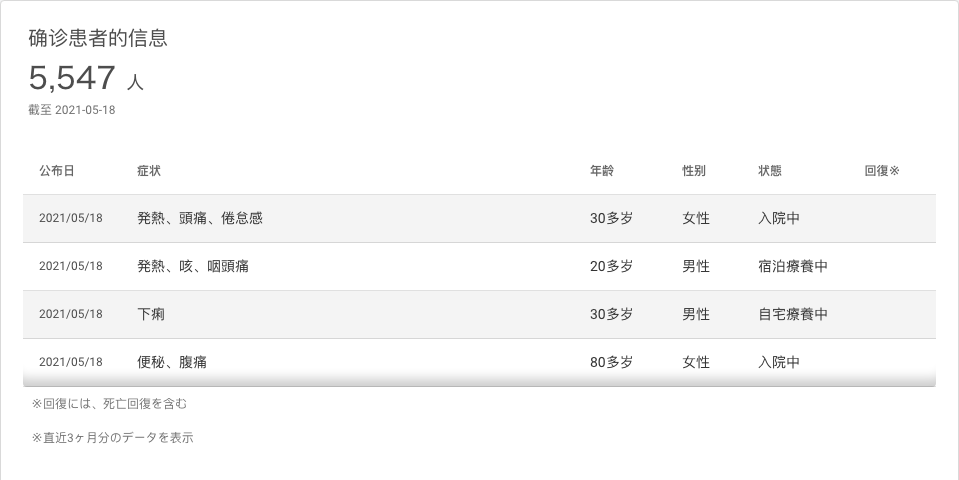 确诊患者的信息
5,547 人
截至 2021-05-18
公布日 症状 年齢 性别 状態 回復※
2021/05/18 発熱、頭痛、倦怠感 30多岁 女性 入院中
2021/05/18 発熱、咳、咽頭痛 20多岁 男性 宿泊療養中
2021/05/18 下痢 30多岁 男性 自宅療養中
2021/05/18 便秘、腹痛 80多岁 女性 入院中
※回復には、死亡回復を含む
※直近3ヶ月分のデータを表示